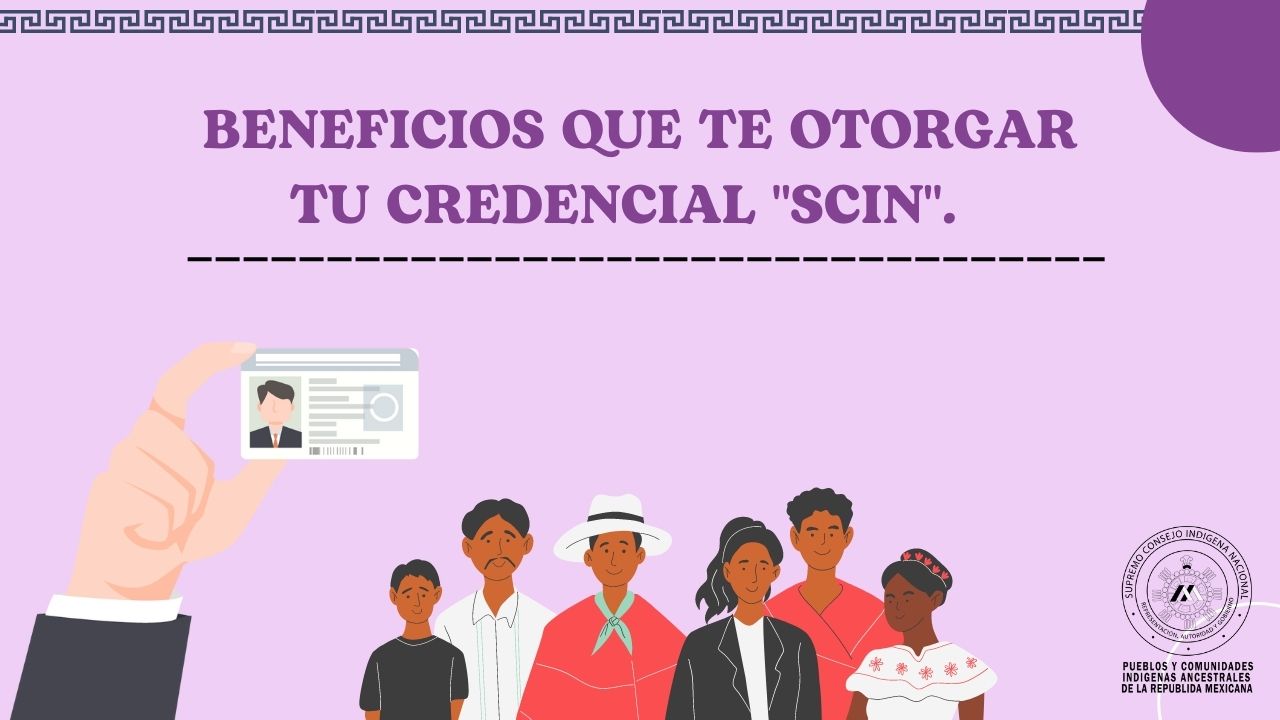 BENEFICIOS QUE TE OTORGAR
TU CREDENCIAL "SCIN".
SUPREMO CONSEJO INDIGENA NACIONAL
REPRESENTACIÓN, AUTORIDAD Y GOBIERNO
PUEBLOS Y COMUNIDADES
INDIGENAS ANCESTRALES
DE LA REPUBLIDA MEXICANA